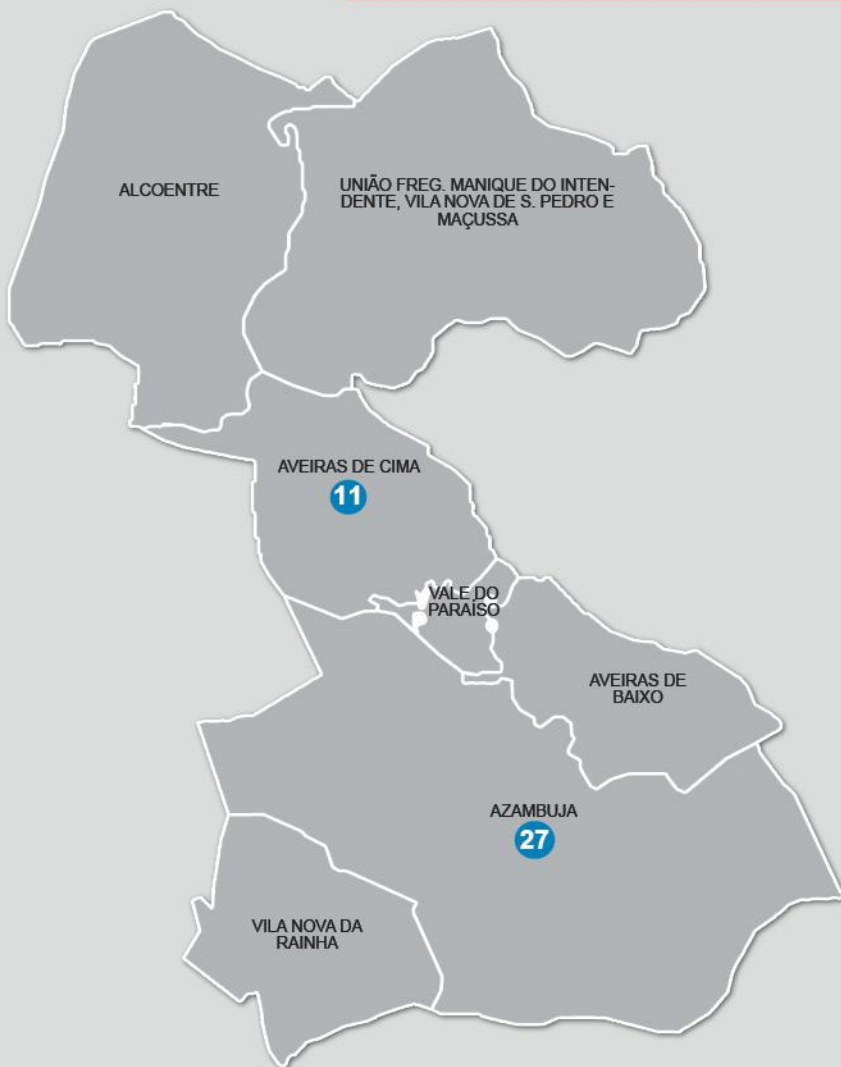 ALCOENTRE
UNIÃO FREG. MANIQUE DO INTEN-
DENTE, VILA NOVA DE S. PEDRO E
MAÇUSSA
AVEIRAS DE CIMA
11
VALE DO
PARAÍSO
AVEIRAS DE
BAIXO
AZAMBUJA
27
VILA NOVA DA
RAINHA